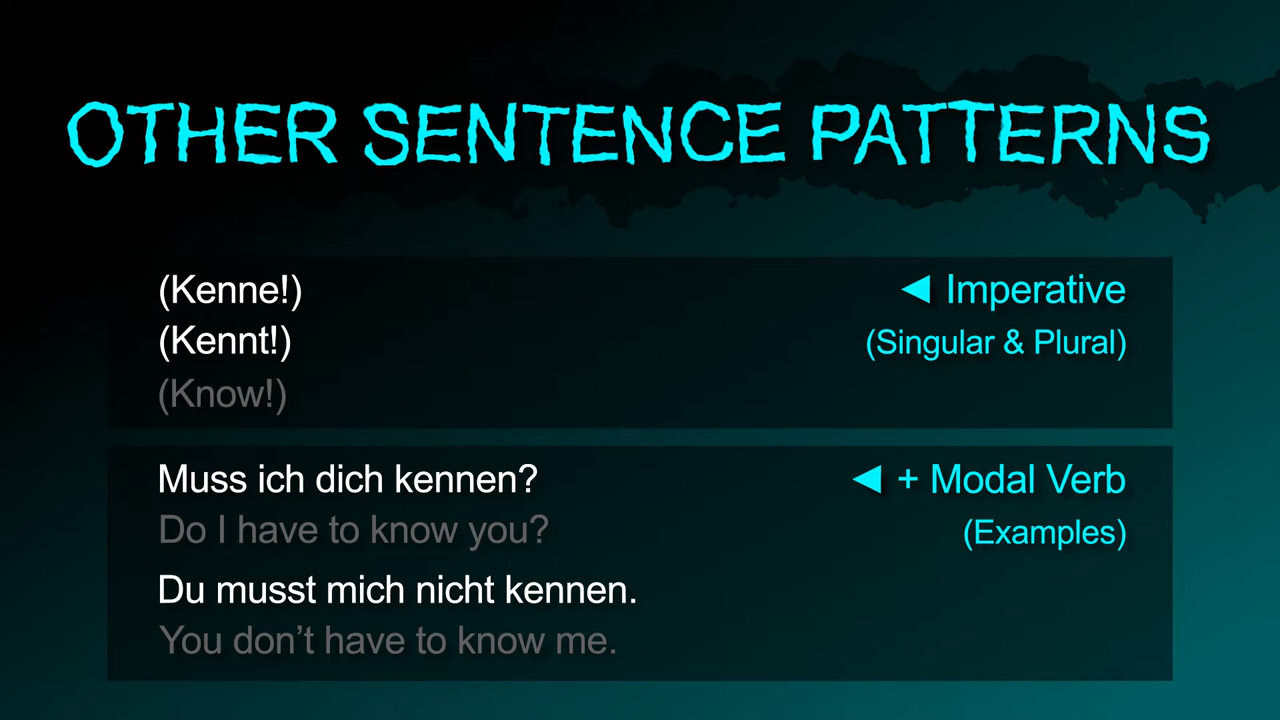 OTHER SENTENCE PATTERNS
(Kenne!)
◄ Imperative
(Kennt!)
(Singular & Plural)
(Know!)
Muss ich dich kennen?
◄ + Modal Verb
Do I have to know you?
(Examples)
Du musst mich nicht kennen.
You don’t have to know me.